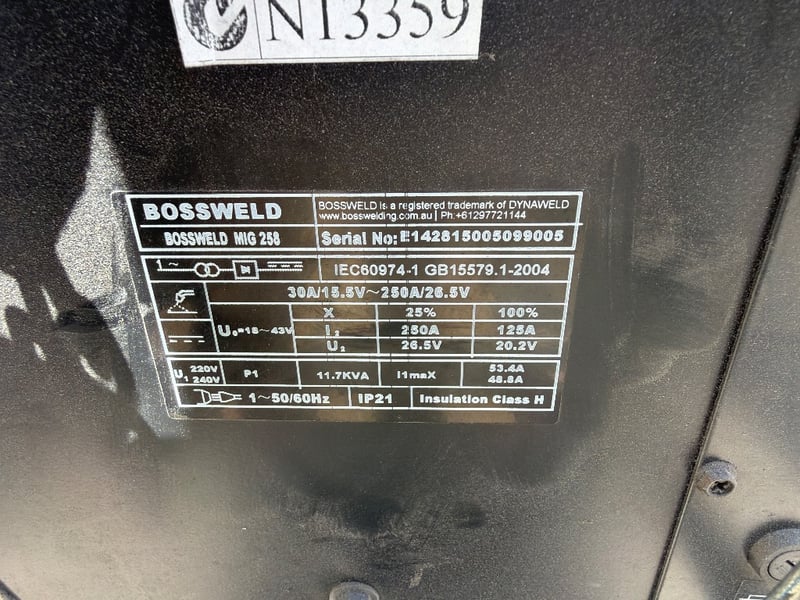 N13359
BOSSWELD
BOSSWELD is a registered trademark of DYNAWELD
www.bosswelding.com.au | Ph:+61297721144
BOSSWELD MIG 258
Serial No: E142815005099005
1~
IEC60974-1 GB15579.1-2004
30A/15.5V~250A/26.5V
X 25% 100%
U₀=18~43V I₂ 250A 125A
U₂ 26.5V 20.2V
U₁ 220V 240V P1 11.7KVA I1maX 53.4A 48.8A
1~50/60Hz IP21 Insulation Class H